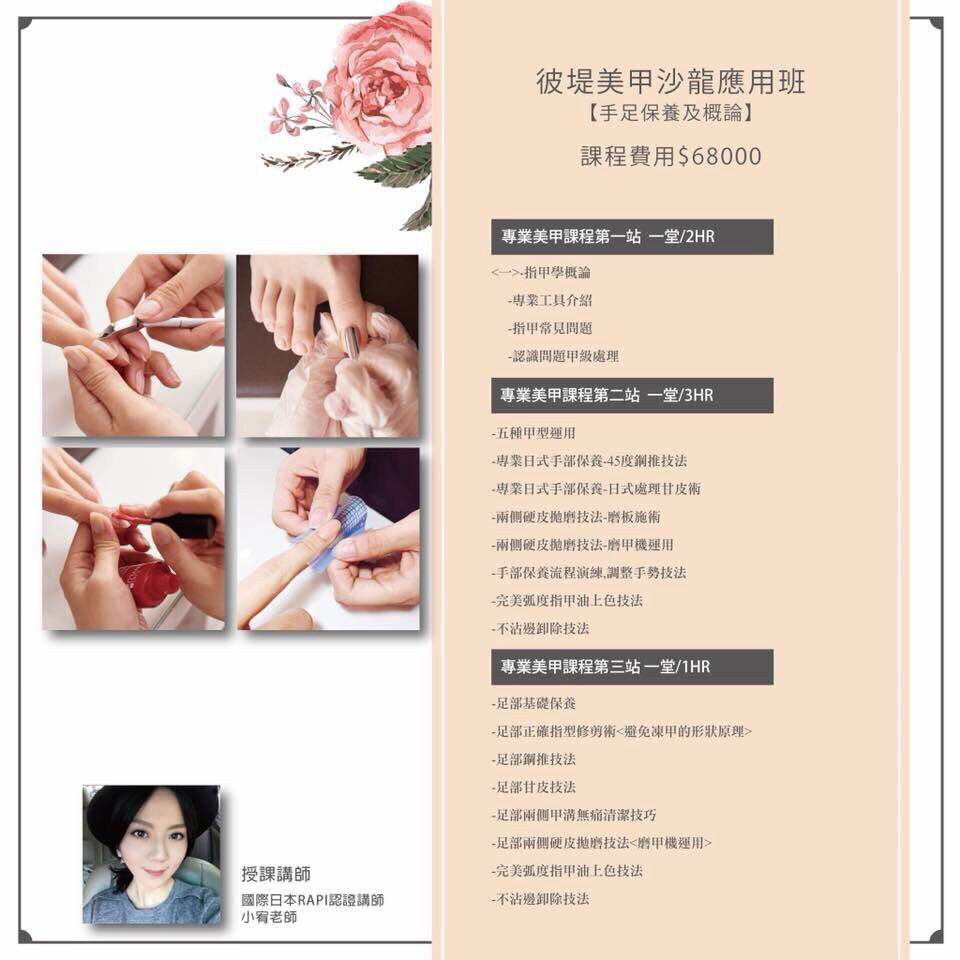 彼堤美甲沙龍應用班
【手足保養及概論】
課程費用$68000
專業美甲課程第一站 一堂/2HR
<一>-指甲學概論
-專業工具介紹
-指甲常見問題
-認識問題甲級處理
專業美甲課程第二站 一堂/3HR
-五種甲型運用
-專業日式手部保養-45度鋼推技法
-專業日式手部保養-日式處理甘皮術
-兩側硬皮拋磨技法-磨板施術
-兩側硬皮拋磨技法-磨甲機運用
-手部保養流程演練,調整手勢技法
-完美弧度指甲油上色技法
-不沾邊卸除技法
專業美甲課程第三站 一堂/1HR
-足部基礎保養
-足部正確指型修剪術<避免凍甲的形狀原理>
-足部鋼推技法
-足部甘皮技法
-足部兩側甲溝無痛清潔技巧
-足部兩側硬皮拋磨技法<磨甲機運用>
-完美弧度指甲油上色技法
-不沾邊卸除技法
授課講師
國際日本RAPI認證講師
小宥老師